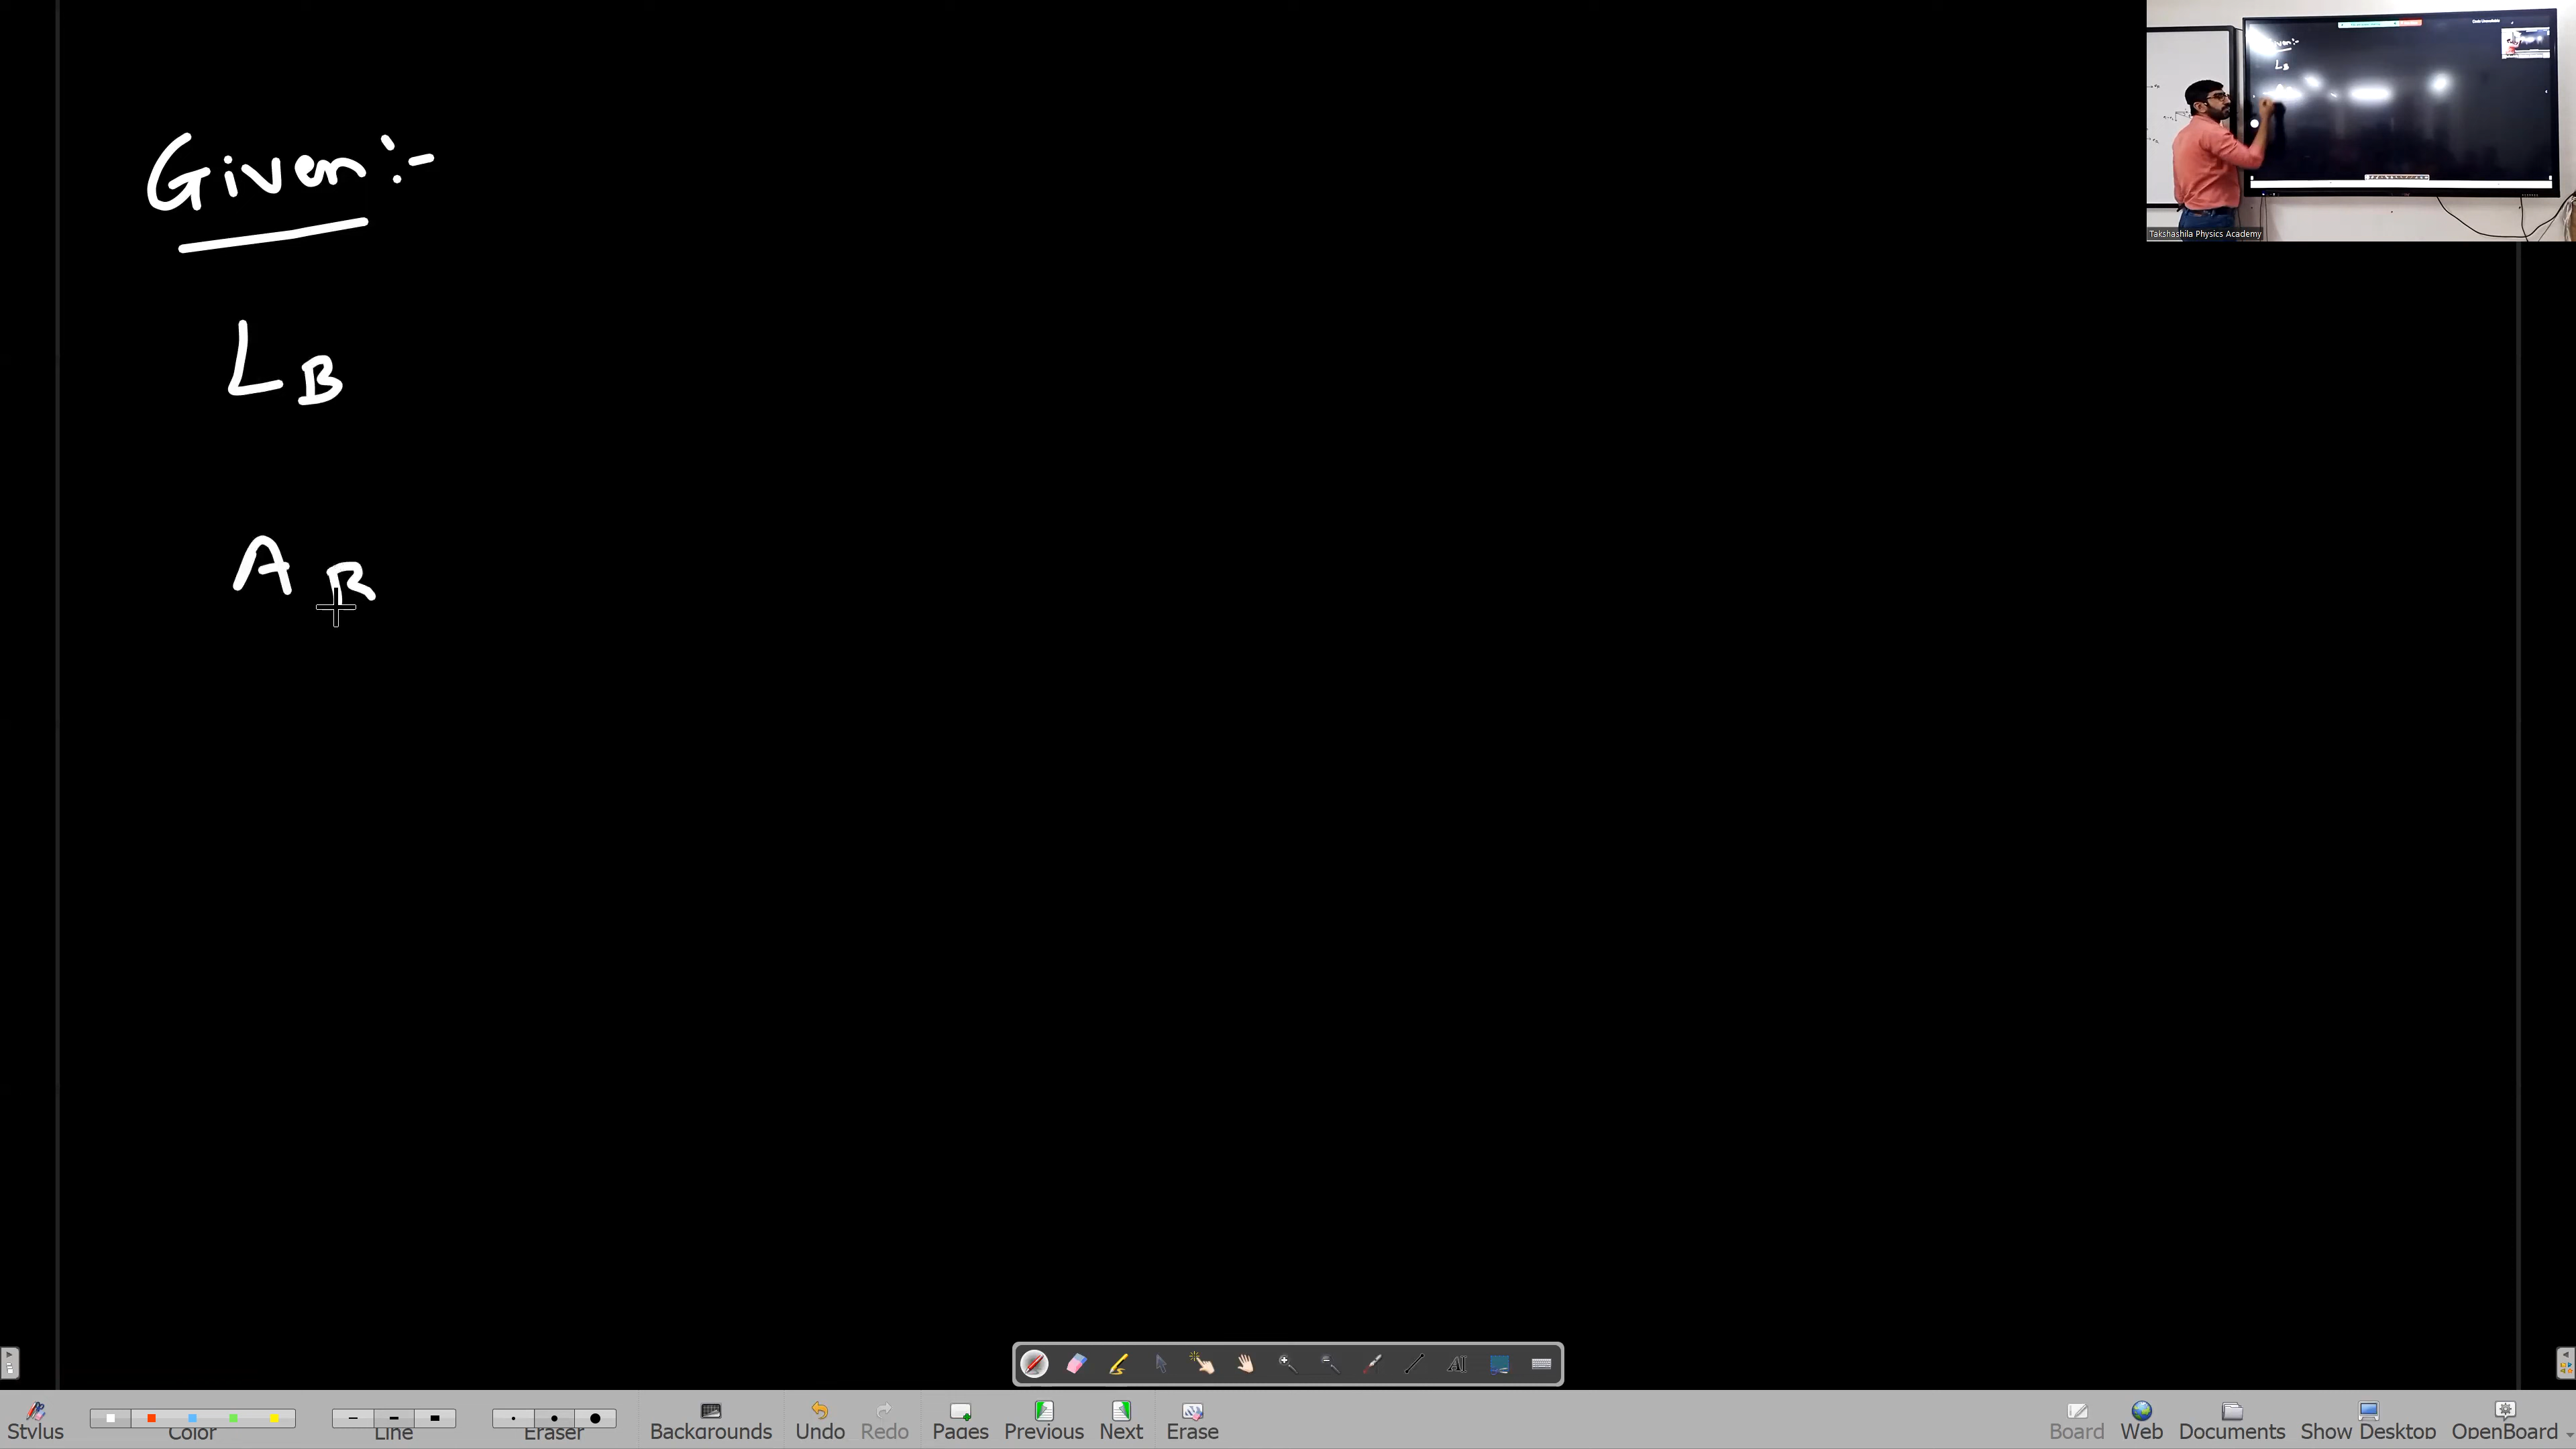 Given :-
L_B
A_R
Takshashila Physics Academy
Stylus
Color
Line
Eraser
Backgrounds
Undo
Redo
Pages
Previous
Next
Erase
Board
Web
Documents
Show Desktop
OpenBoard